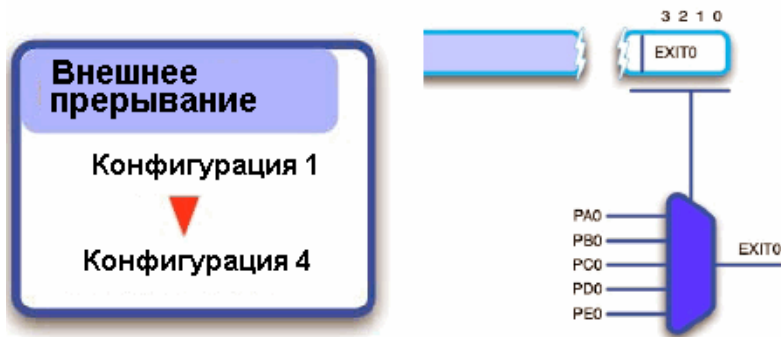 Внешнее
прерывание
Конфигурация 1
Конфигурация 4
3 2 1 0
EXIT0
PA0
PB0
PC0
PD0
PE0
EXIT0